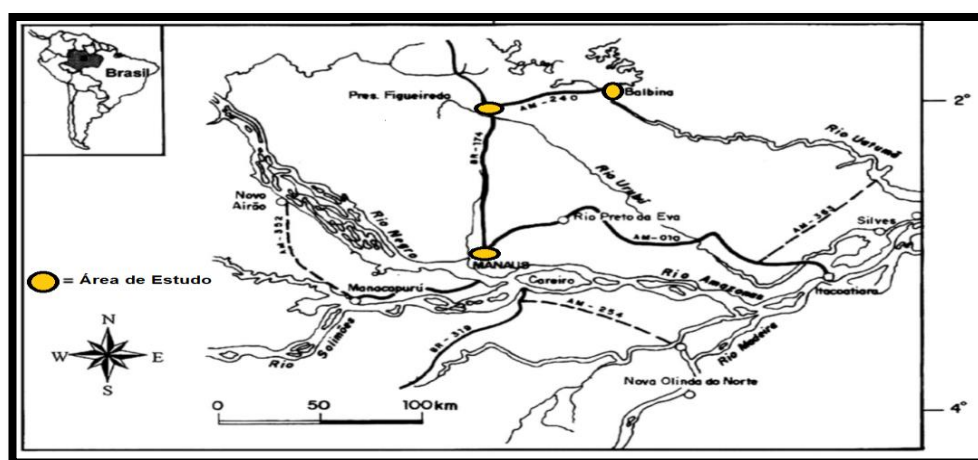 Brasil
2°
Pres. Figueiredo
AM-240
Balbina
BR-174
Rio Uatumã
Rio Urubú
Novo
Airão
Rio Negro
AM-352
Rio Preto da Eva
AM-363
Silves
AM-010
MANAUS
= Área de Estudo
Manacapurú
Careiro
Rio Amazonas
Itacoatiara
N
W E
S
Rio Solimões
BR-319
AM-254
Rio Madeira
Nova Olinda do Norte
0 50 100km
4°